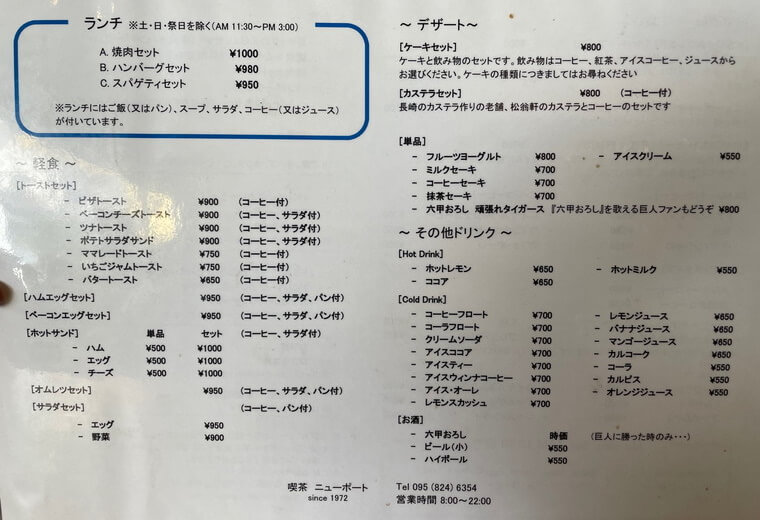 ランチ ※土・日・祭日を除く(AM 11:30～PM 3:00)
A. 焼肉セット ¥1000
B. ハンバーグセット ¥980
C. スパゲティセット ¥950
※ランチにはご飯(又はパン)、スープ、サラダ、コーヒー(又はジュース)
が付いています。
～ 軽食 ～
[トーストセット]
- ピザトースト ¥900 (コーヒー付)
- ベーコンチーズトースト ¥900 (コーヒー、サラダ付)
- ツナトースト ¥900 (コーヒー、サラダ付)
- ポテトサラダサンド ¥900 (コーヒー、サラダ付)
- ママレードトースト ¥750 (コーヒー付)
- いちごジャムトースト ¥750 (コーヒー付)
- バタートースト ¥650 (コーヒー付)
[ハムエッグセット] ¥950 (コーヒー、サラダ、パン付)
[ベーコンエッグセット] ¥950 (コーヒー、サラダ、パン付)
[ホットサンド] 単品 セット (コーヒー、サラダ付)
- ハム ¥500 ¥1000
- エッグ ¥500 ¥1000
- チーズ ¥500 ¥1000
[オムレツセット] ¥950 (コーヒー、サラダ、パン付)
[サラダセット] (コーヒー、パン付)
- エッグ ¥950
- 野菜 ¥900
～ デザート～
[ケーキセット] ¥800
ケーキと飲み物のセットです。飲み物はコーヒー、紅茶、アイスコーヒー、ジュースから
お選びください。ケーキの種類につきましてはお尋ねください
[カステラセット] ¥800 (コーヒー付)
長崎のカステラ作りの老舗、松翁軒のカステラとコーヒーのセットです
[単品]
- フルーツヨーグルト ¥800 - アイスクリーム ¥550
- ミルクセーキ ¥700
- コーヒーセーキ ¥700
- 抹茶セーキ ¥700
- 六甲おろし 頑張れタイガース 『六甲おろし』を歌える巨人ファンもどうぞ ¥800
～ その他ドリンク ～
[Hot Drink]
- ホットレモン ¥650 - ホットミルク ¥550
- ココア ¥650
[Cold Drink]
- コーヒーフロート ¥700 - レモンジュース ¥650
- コーラフロート ¥700 - バナナジュース ¥650
- クリームソーダ ¥700 - マンゴージュース ¥650
- アイスココア ¥700 - カルコーク ¥650
- アイスティー ¥700 - コーラ ¥550
- アイスウィンナコーヒー ¥700 - カルピス ¥550
- アイス・オーレ ¥700 - オレンジジュース ¥550
- レモンスカッシュ ¥700
[お酒]
- 六甲おろし 時価 (巨人に勝った時のみ・・・)
- ビール(小) ¥550
- ハイボール ¥550
喫茶 ニューポート Tel 095 (824) 6354
since 1972 営業時間 8:00～22:00